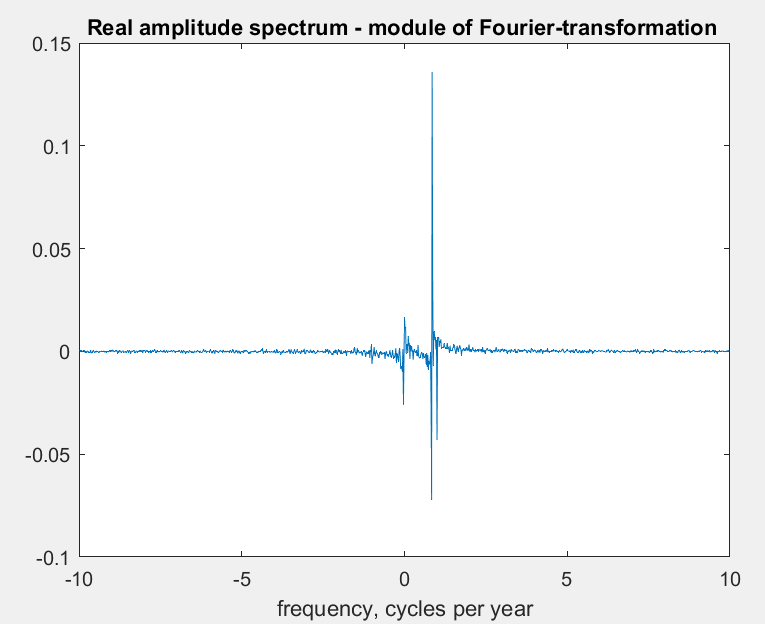 Real amplitude spectrum - module of Fourier-transformation
0.15
0.1
0.05
0
-0.05
-0.1
-10 -5 0 5 10
frequency, cycles per year